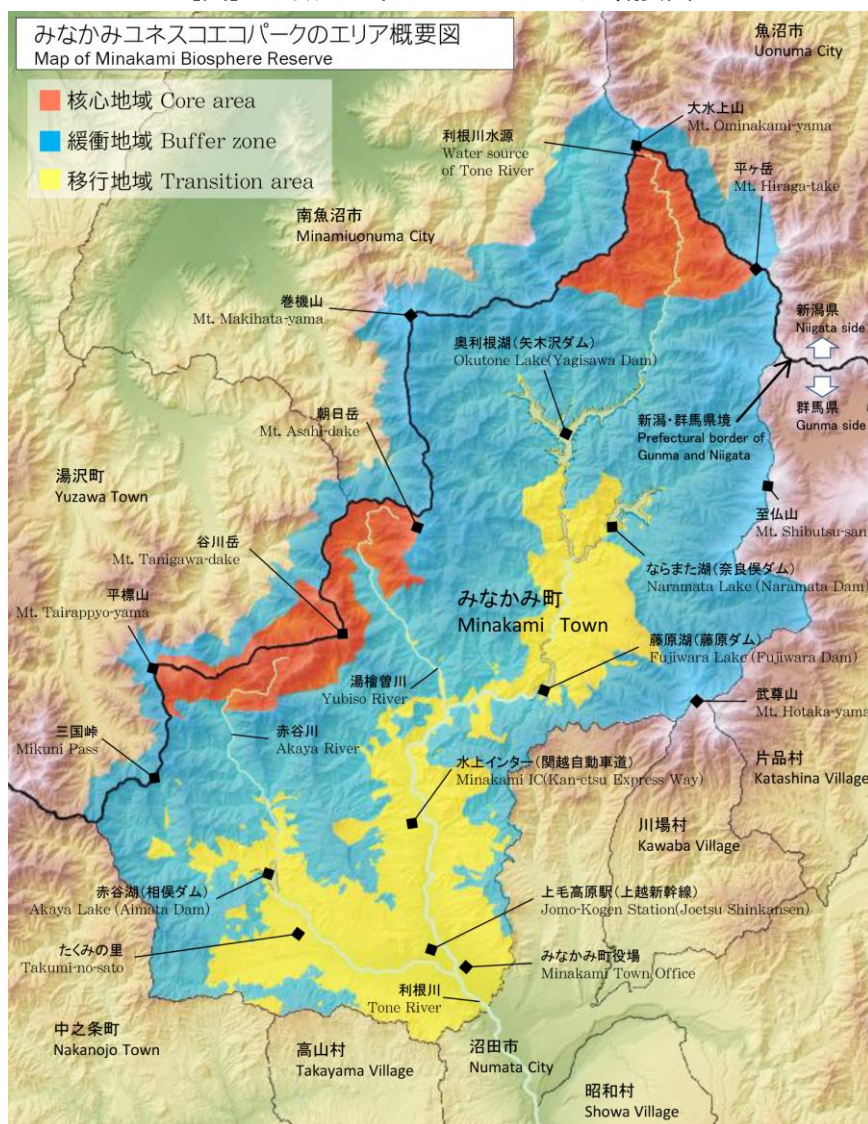 みなかみユネスコエコパークのエリア概要図
Map of Minakami Biosphere Reserve
核心地域 Core area
緩衝地域 Buffer zone
移行地域 Transition area
魚沼市
Uonuma City
大水上山
Mt. Ominakami-yama
利根川水源
Water source
of Tone River
平ヶ岳
Mt. Hiraga-take
南魚沼市
Minamiuonuma City
巻機山
Mt. Makihata-yama
新潟県
Niigata side
奥利根湖(矢木沢ダム)
Okutone Lake(Yagisawa Dam)
群馬県
Gunma side
朝日岳
Mt. Asahi-dake
新潟・群馬県境
Prefectural border of
Gunma and Niigata
湯沢町
Yuzawa Town
谷川岳
Mt. Tanigawa-dake
至仏山
Mt. Shibutsu-san
ならまた湖(奈良俣ダム)
Naramata Lake(Naramata Dam)
平標山
Mt. Tairappyo-yama
みなかみ町
Minakami Town
藤原湖(藤原ダム)
Fujiwara Lake(Fujiwara Dam)
湯檜曽川
Yubiso River
武尊山
Mt. Hotaka-yama
三国峠
Mikuni Pass
赤谷川
Akaya River
水上インター(関越自動車道)
Minakami IC(Kan-etsu Express Way)
片品村
Katashina Village
川場村
Kawaba Village
赤谷湖(相俣ダム)
Akaya Lake(Aimata Dam)
上毛高原駅(上越新幹線)
Jomo-Kogen Station(Joetsu Shinkansen)
たくみの里
Takumi-no-sato
みなかみ町役場
Minakami Town Office
利根川
Tone River
中之条町
Nakanojo Town
高山村
Takayama Village
沼田市
Numata City
昭和村
Showa Village